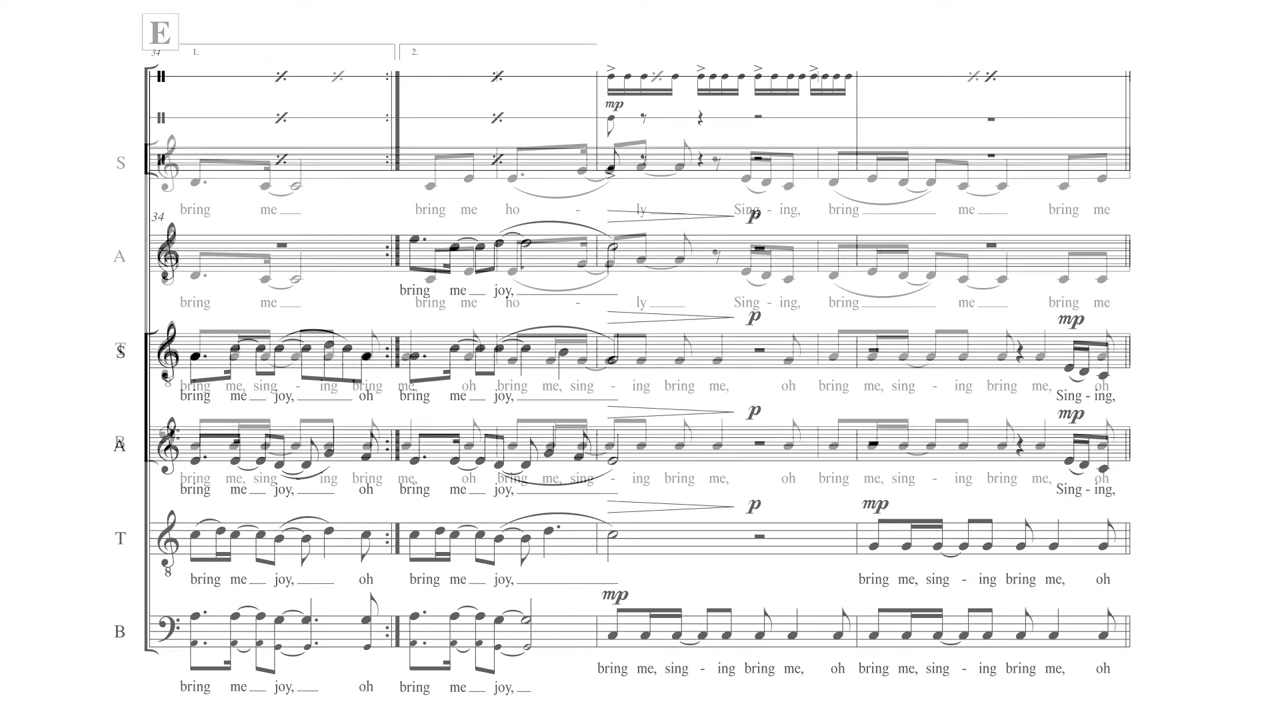 E
34 1. 2.
mp
S
bring me bring me ho - ly Sing - ing, bring me bring me
34 p
A
bring me joy,
bring me bring me ho - ly Sing - ing, bring me bring me
p mp
S
8 bring me, sing - ing bring me, oh bring me, sing - ing bring me, oh bring me, sing - ing bring me, oh
bring me joy, oh bring me joy, Sing - ing,
p mp
A
bring me, sing - ing bring me, oh bring me, sing - ing bring me, oh bring me, sing - ing bring me, oh
bring me joy, oh bring me joy, Sing - ing,
p mp
T
8
bring me joy, oh bring me joy, bring me, sing - ing bring me, oh
mp
B
bring me, sing - ing bring me, oh bring me, sing - ing bring me, oh
bring me joy, oh bring me joy,